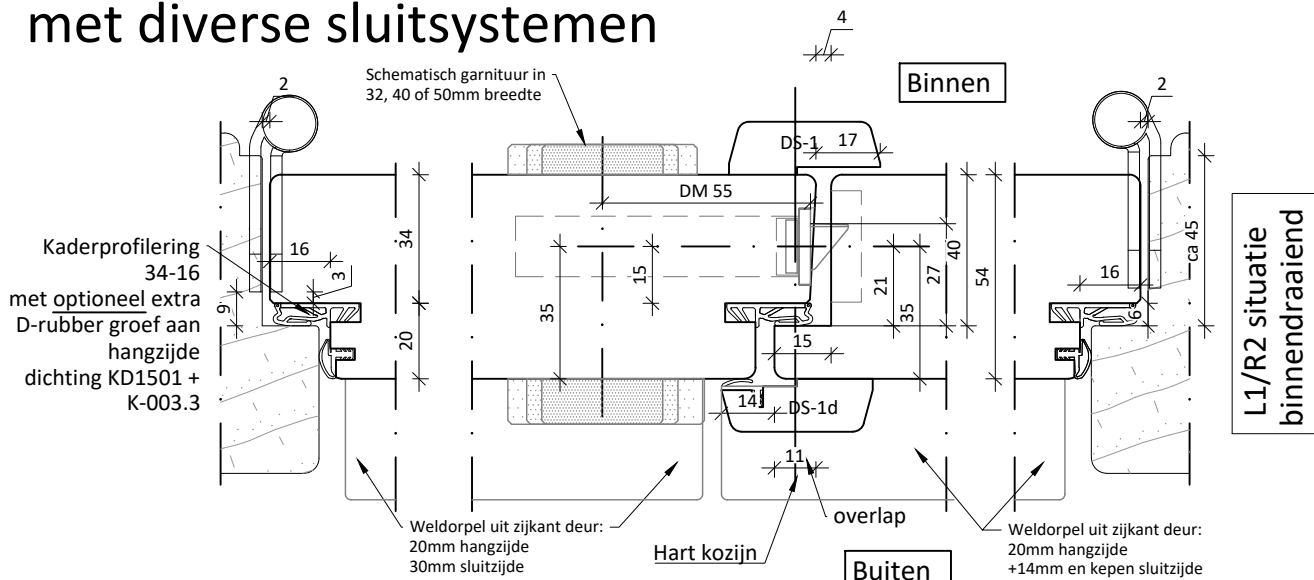 met diverse sluitsystemen
4
Schematisch garnituur in
32, 40 of 50mm breedte
Binnen
2
2
DS-1
17
DM 55
Kaderprofilering
34-16
met optioneel extra
D-rubber groef aan
hangzijde
dichting KD1501 +
K-003.3
16
3
9
34
20
35
15
21
35
27
40
54
16
6
ca 45
L1/R2 situatie
binnendraaiend
15
14
DS-1d
11
overlap
Hart kozijn
Buiten
Weldorpel uit zijkant deur:
20mm hangzijde
30mm sluitzijde
Weldorpel uit zijkant deur:
20mm hangzijde
+14mm en kepen sluitzijde